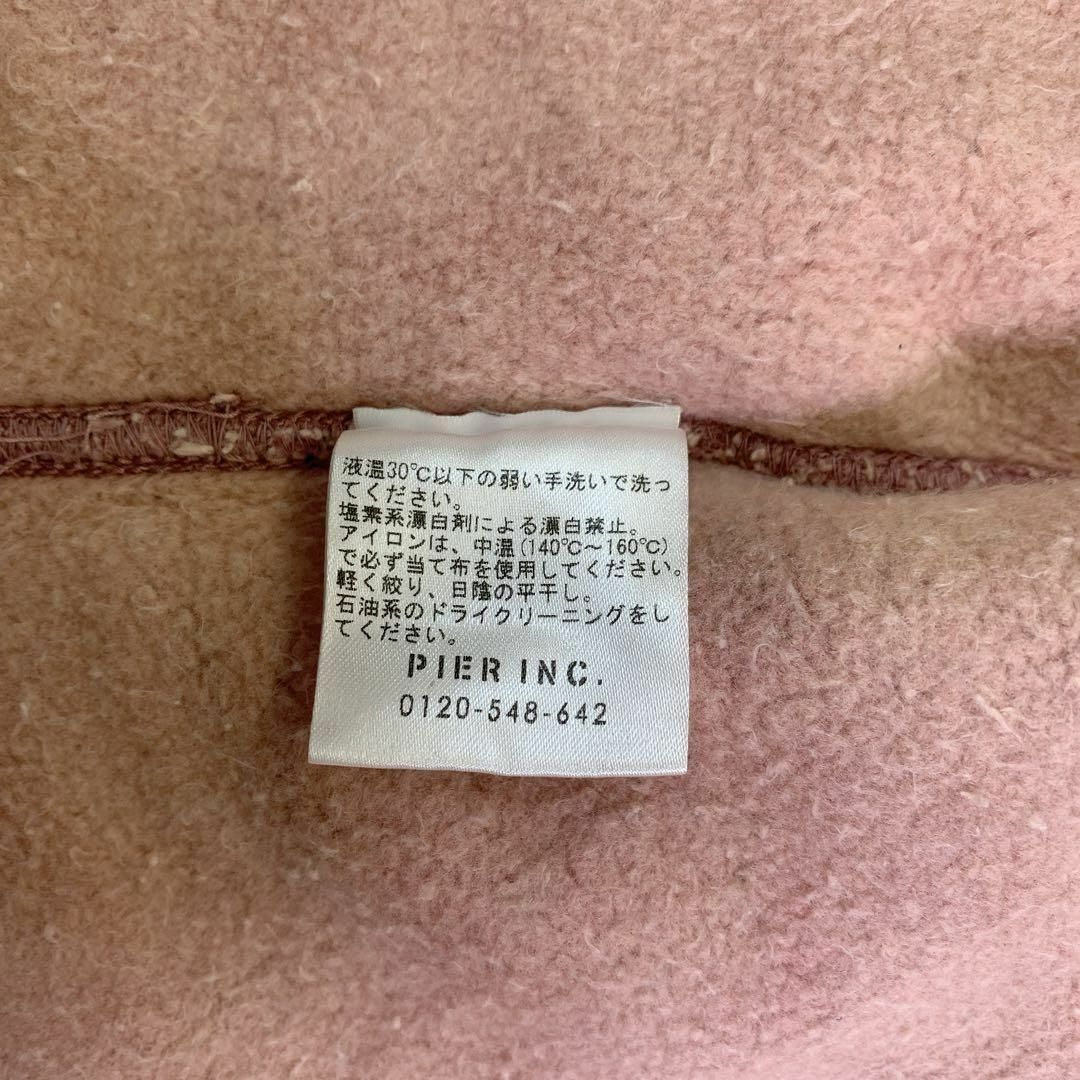 液温30℃以下の弱い手洗いで洗っ
てください。
塩素系漂白剤による漂白禁止。
アイロンは、中温(140℃〜160℃)
で必ず当て布を使用してください。
軽く絞り、日陰の平干し。
石油系のドライクリーニングをし
てください。
PIER INC.
0120-548-642